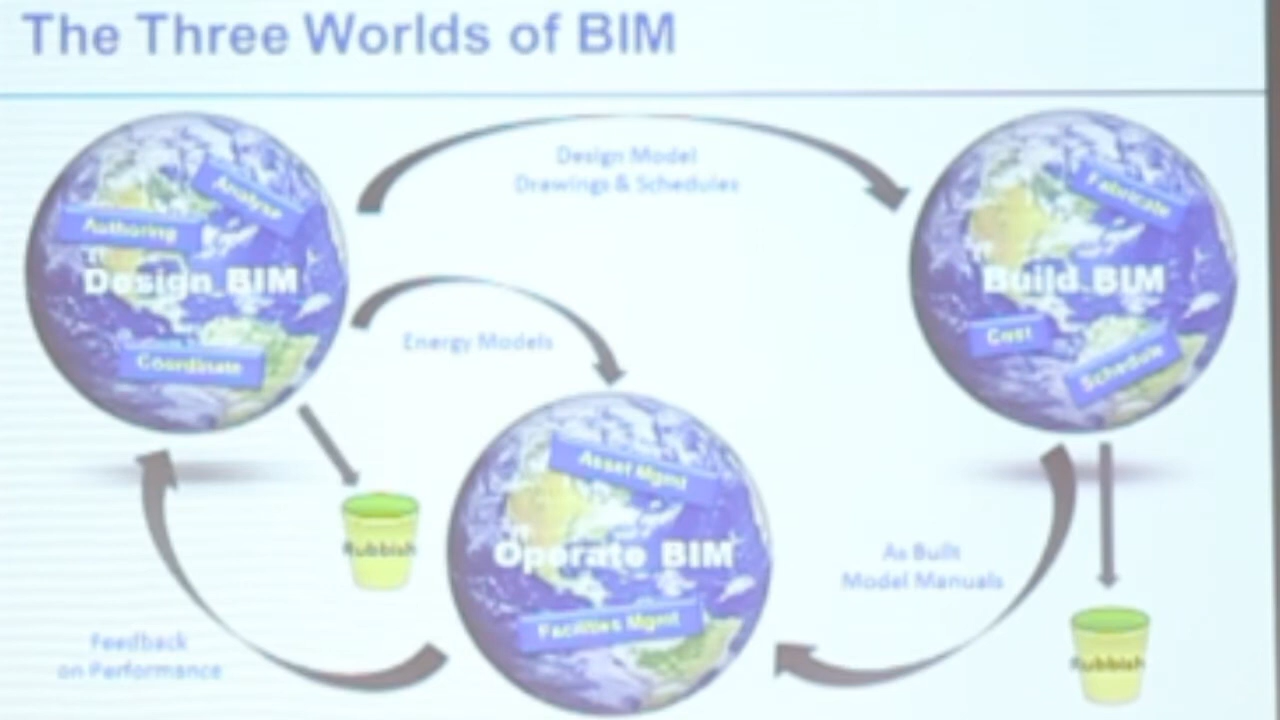 The Three Worlds of BIM
Design Model
Drawings & Schedules
Analyse
Authoring
Design BIM
Coordinate
Energy Models
Fabricate
Build BIM
Cost
Schedule
Asset Mgmt
Operate BIM
Facilities Mgmt
Rubbish
As Built
Model Manuals
Feedback
on Performance
Rubbish